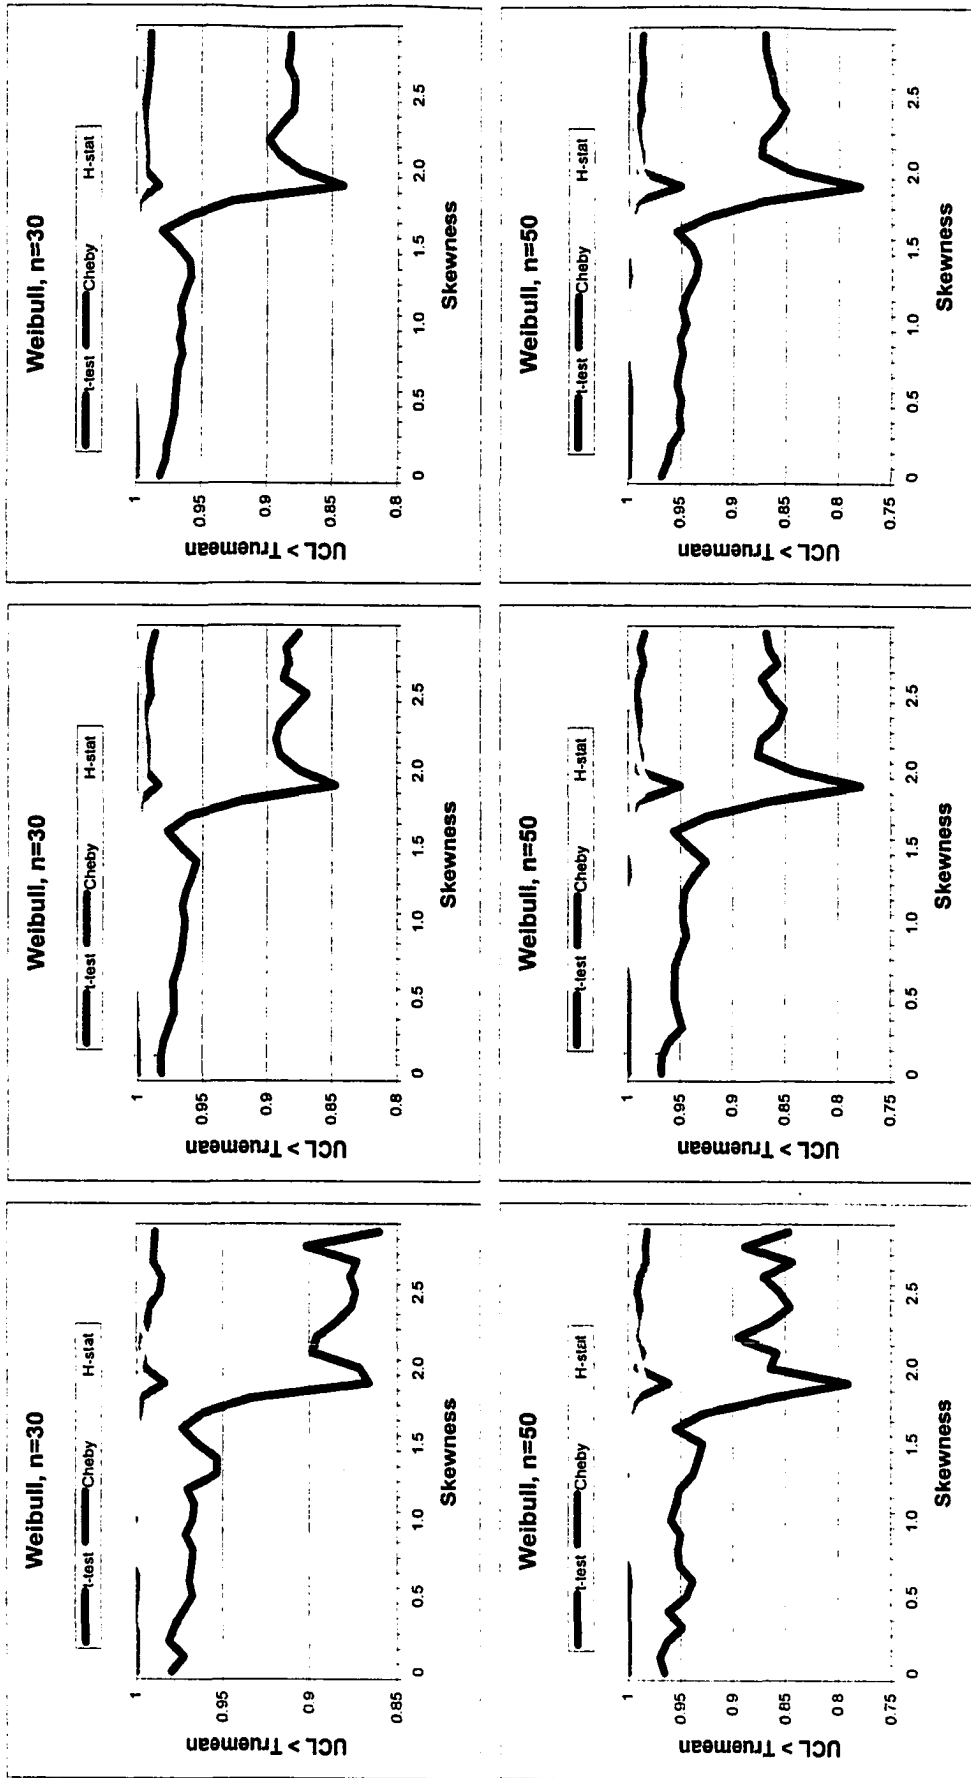 Weibull, n=30
t-test Cheby H-stat
UCL > Truemean
1
0.95
0.9
0.85
0 0.5 1.0 1.5 2.0 2.5
Skewness
Weibull, n=30
t-test Cheby H-stat
UCL > Truemean
1
0.95
0.9
0.85
0.8
0 0.5 1.0 1.5 2.0 2.5
Skewness
Weibull, n=30
t-test Cheby H-stat
UCL > Truemean
1
0.95
0.9
0.85
0.8
0 0.5 1.0 1.5 2.0 2.5
Skewness
Weibull, n=50
t-test Cheby H-stat
UCL > Truemean
1
0.95
0.9
0.85
0.8
0.75
0 0.5 1.0 1.5 2.0 2.5
Skewness
Weibull, n=50
t-test Cheby H-stat
UCL > Truemean
1
0.95
0.9
0.85
0.8
0.75
0 0.5 1.0 1.5 2.0 2.5
Skewness
Weibull, n=50
t-test Cheby H-stat
UCL > Truemean
1
0.95
0.9
0.85
0.8
0.75
0 0.5 1.0 1.5 2.0 2.5
Skewness